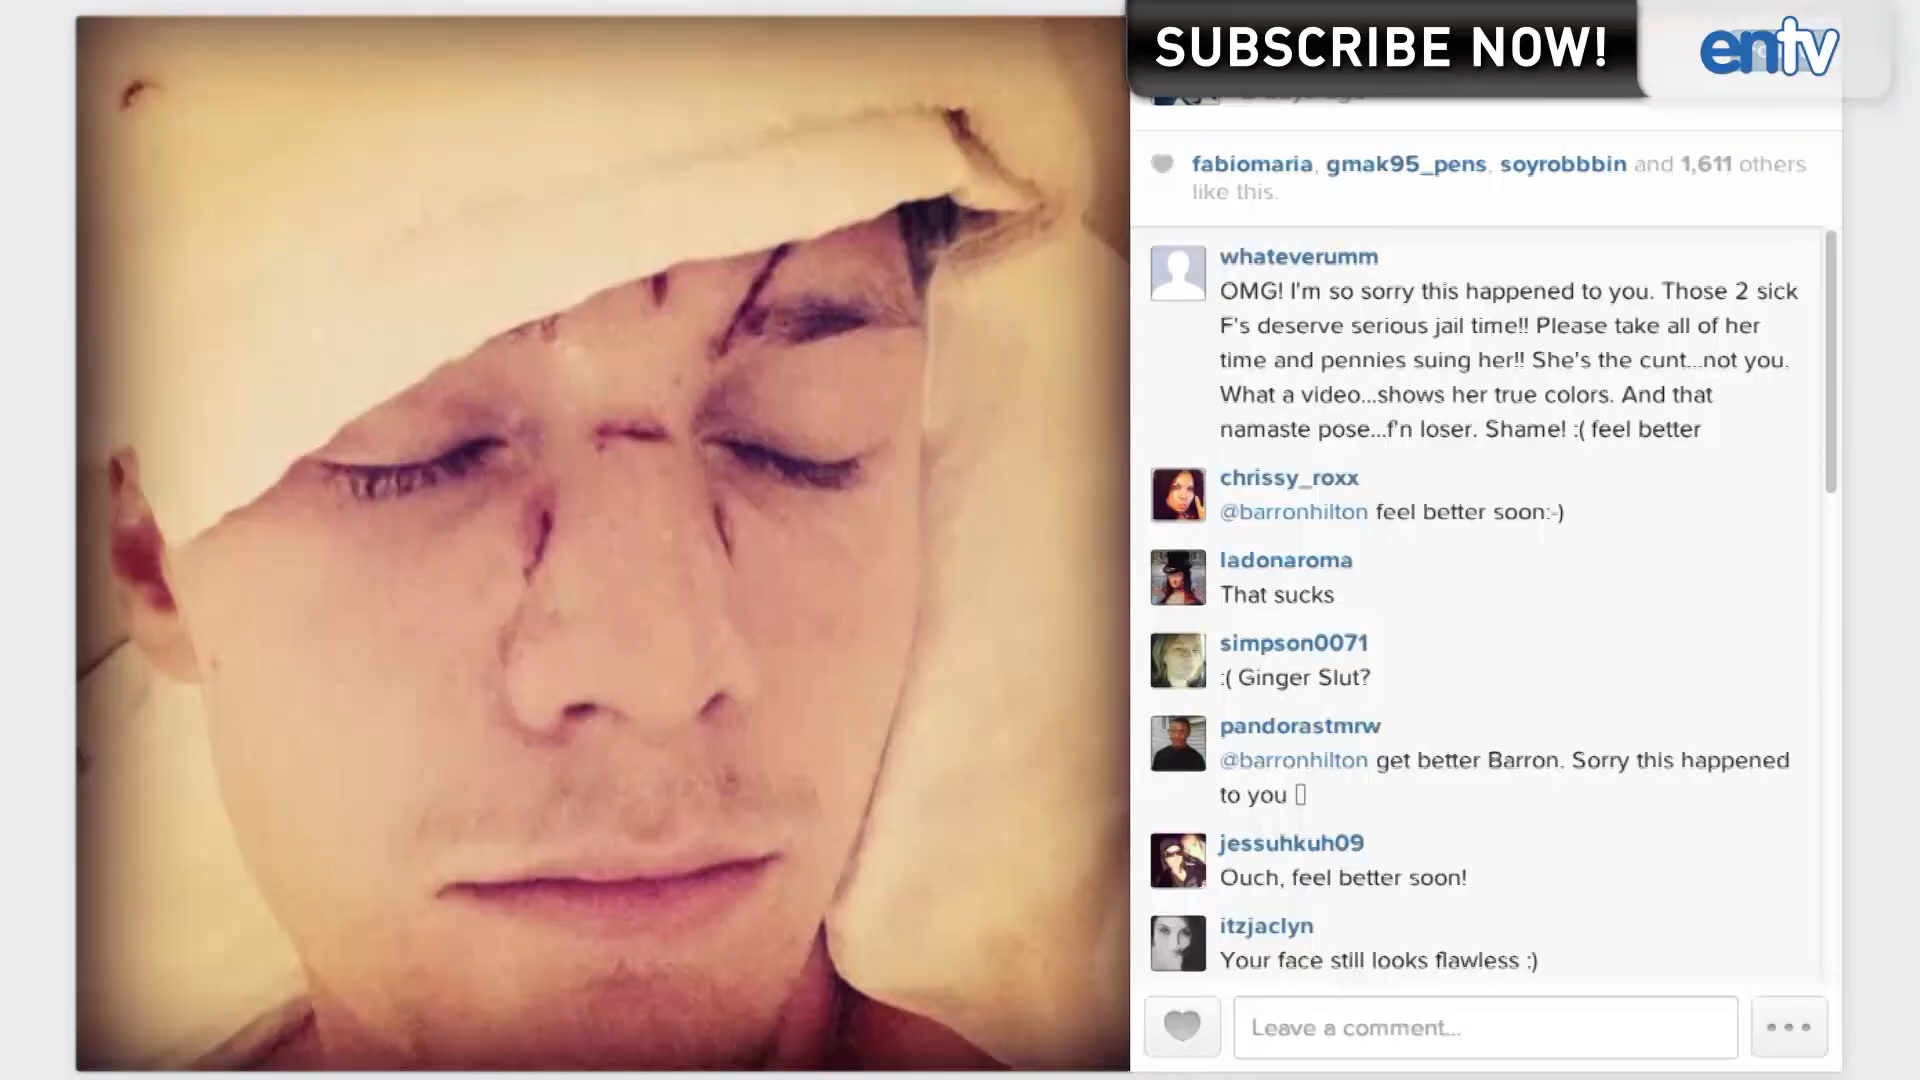 SUBSCRIBE NOW!
entv
fabiomaria, gmak95_pens, soyrobbbin and 1,611 others
like this.
whateverumm
OMG! I'm so sorry this happened to you. Those 2 sick
F's deserve serious jail time!! Please take all of her
time and pennies suing her!! She's the cunt...not you.
What a video...shows her true colors. And that
namaste pose...f'n loser. Shame! :( feel better
chrissy_roxx
@barronhilton feel better soon:-)
ladonaroma
That sucks
simpson0071
:( Ginger Slut?
pandorastmrw
@barronhilton get better Barron. Sorry this happened
to you
jessuhkuh09
Ouch, feel better soon!
itzjaclyn
Your face still looks flawless :)
Leave a comment...